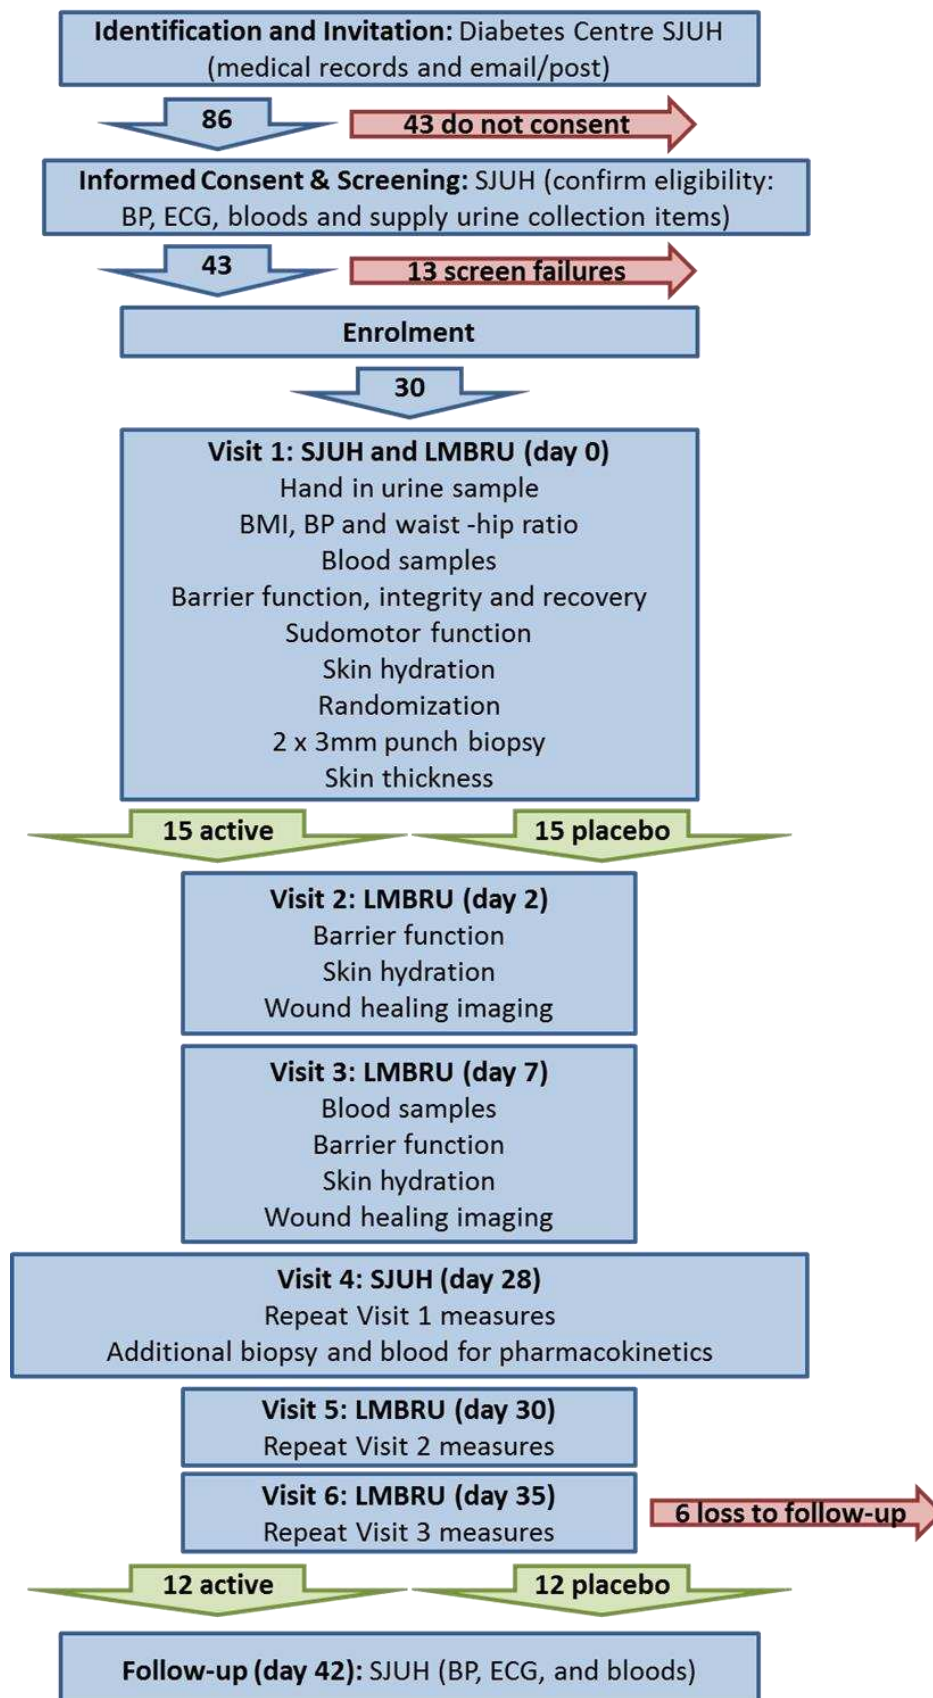 Identification and Invitation: Diabetes Centre SJUH
(medical records and email/post)
86
43 do not consent
Informed Consent & Screening: SJUH (confirm eligibility:
BP, ECG, bloods and supply urine collection items)
43
13 screen failures
Enrolment
30
Visit 1: SJUH and LMBRU (day 0)
Hand in urine sample
BMI, BP and waist -hip ratio
Blood samples
Barrier function, integrity and recovery
Sudomotor function
Skin hydration
Randomization
2 x 3mm punch biopsy
Skin thickness
15 active
15 placebo
Visit 2: LMBRU (day 2)
Barrier function
Skin hydration
Wound healing imaging
Visit 3: LMBRU (day 7)
Blood samples
Barrier function
Skin hydration
Wound healing imaging
Visit 4: SJUH (day 28)
Repeat Visit 1 measures
Additional biopsy and blood for pharmacokinetics
Visit 5: LMBRU (day 30)
Repeat Visit 2 measures
Visit 6: LMBRU (day 35)
Repeat Visit 3 measures
6 loss to follow-up
12 active
12 placebo
Follow-up (day 42): SJUH (BP, ECG, and bloods)